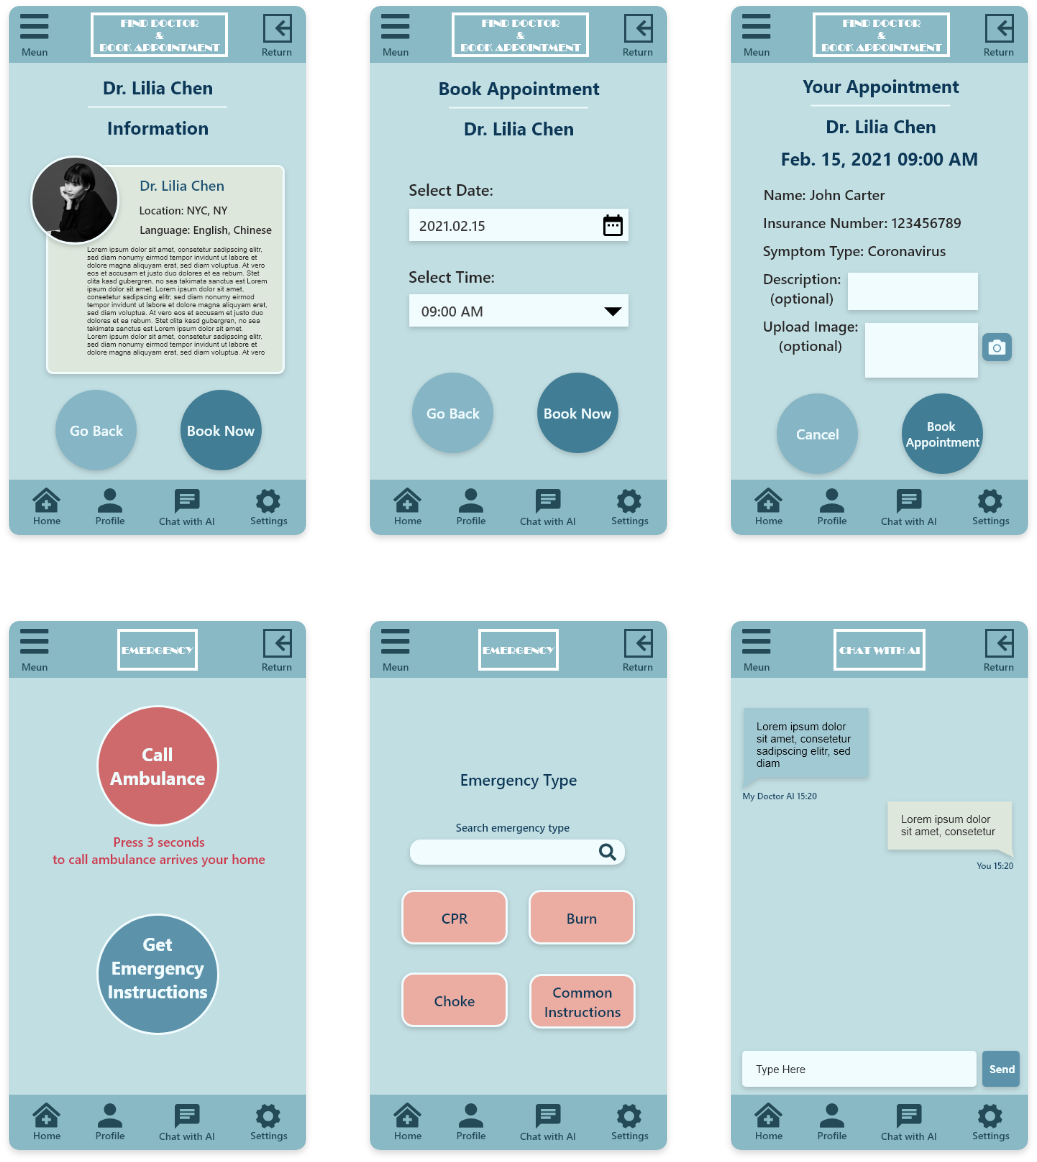 FIND DOCTOR
&
BOOK APPOINTMENT
Meun
Return
Dr. Lilia Chen
Information
Dr. Lilia Chen
Location: NYC, NY
Language: English, Chinese
Lorem ipsum dolor sit amet, consetetur sadipscing elitr,
sed diam nonumy eirmod tempor invidunt ut labore et
dolore magna aliquyam erat, sed diam voluptua. At vero
eos et accusam et justo duo dolores et ea rebum. Stet
clita kasd gubergren, no sea takimata sanctus est Lorem
ipsum dolor sit amet. Lorem ipsum dolor sit amet,
consetetur sadipscing elitr, sed diam nonumy eirmod
tempor invidunt ut labore et dolore magna aliquyam erat,
sed diam voluptua. At vero eos et accusam et justo duo
dolores et ea rebum. Stet clita kasd gubergren, no sea
takimata sanctus est Lorem ipsum dolor sit amet.
Lorem ipsum dolor sit amet, consetetur sadipscing elitr,
sed diam nonumy eirmod tempor invidunt ut labore et
dolore magna aliquyam erat, sed diam voluptua. At vero
Go Back
Book Now
Home
Profile
Chat with AI
Settings
FIND DOCTOR
&
BOOK APPOINTMENT
Meun
Return
Book Appointment
Dr. Lilia Chen
Select Date:
2021.02.15
Select Time:
09:00 AM
Go Back
Book Now
Home
Profile
Chat with AI
Settings
FIND DOCTOR
&
BOOK APPOINTMENT
Meun
Return
Your Appointment
Dr. Lilia Chen
Feb. 15, 2021 09:00 AM
Name: John Carter
Insurance Number: 123456789
Symptom Type: Coronavirus
Description:
(optional)
Upload Image:
(optional)
Cancel
Book
Appointment
Home
Profile
Chat with AI
Settings
EMERGENCY
Meun
Return
Call
Ambulance
Press 3 seconds
to call ambulance arrives your home
Get
Emergency
Instructions
Home
Profile
Chat with AI
Settings
EMERGENCY
Meun
Return
Emergency Type
Search emergency type
CPR
Burn
Choke
Common
Instructions
Home
Profile
Chat with AI
Settings
CHAT WITH AI
Meun
Return
Lorem ipsum dolor
sit amet, consetetur
sadipscing elitr, sed
diam
My Doctor AI 15:20
Lorem ipsum dolor
sit amet, consetetur
You 15:20
Type Here
Send
Home
Profile
Chat with AI
Settings